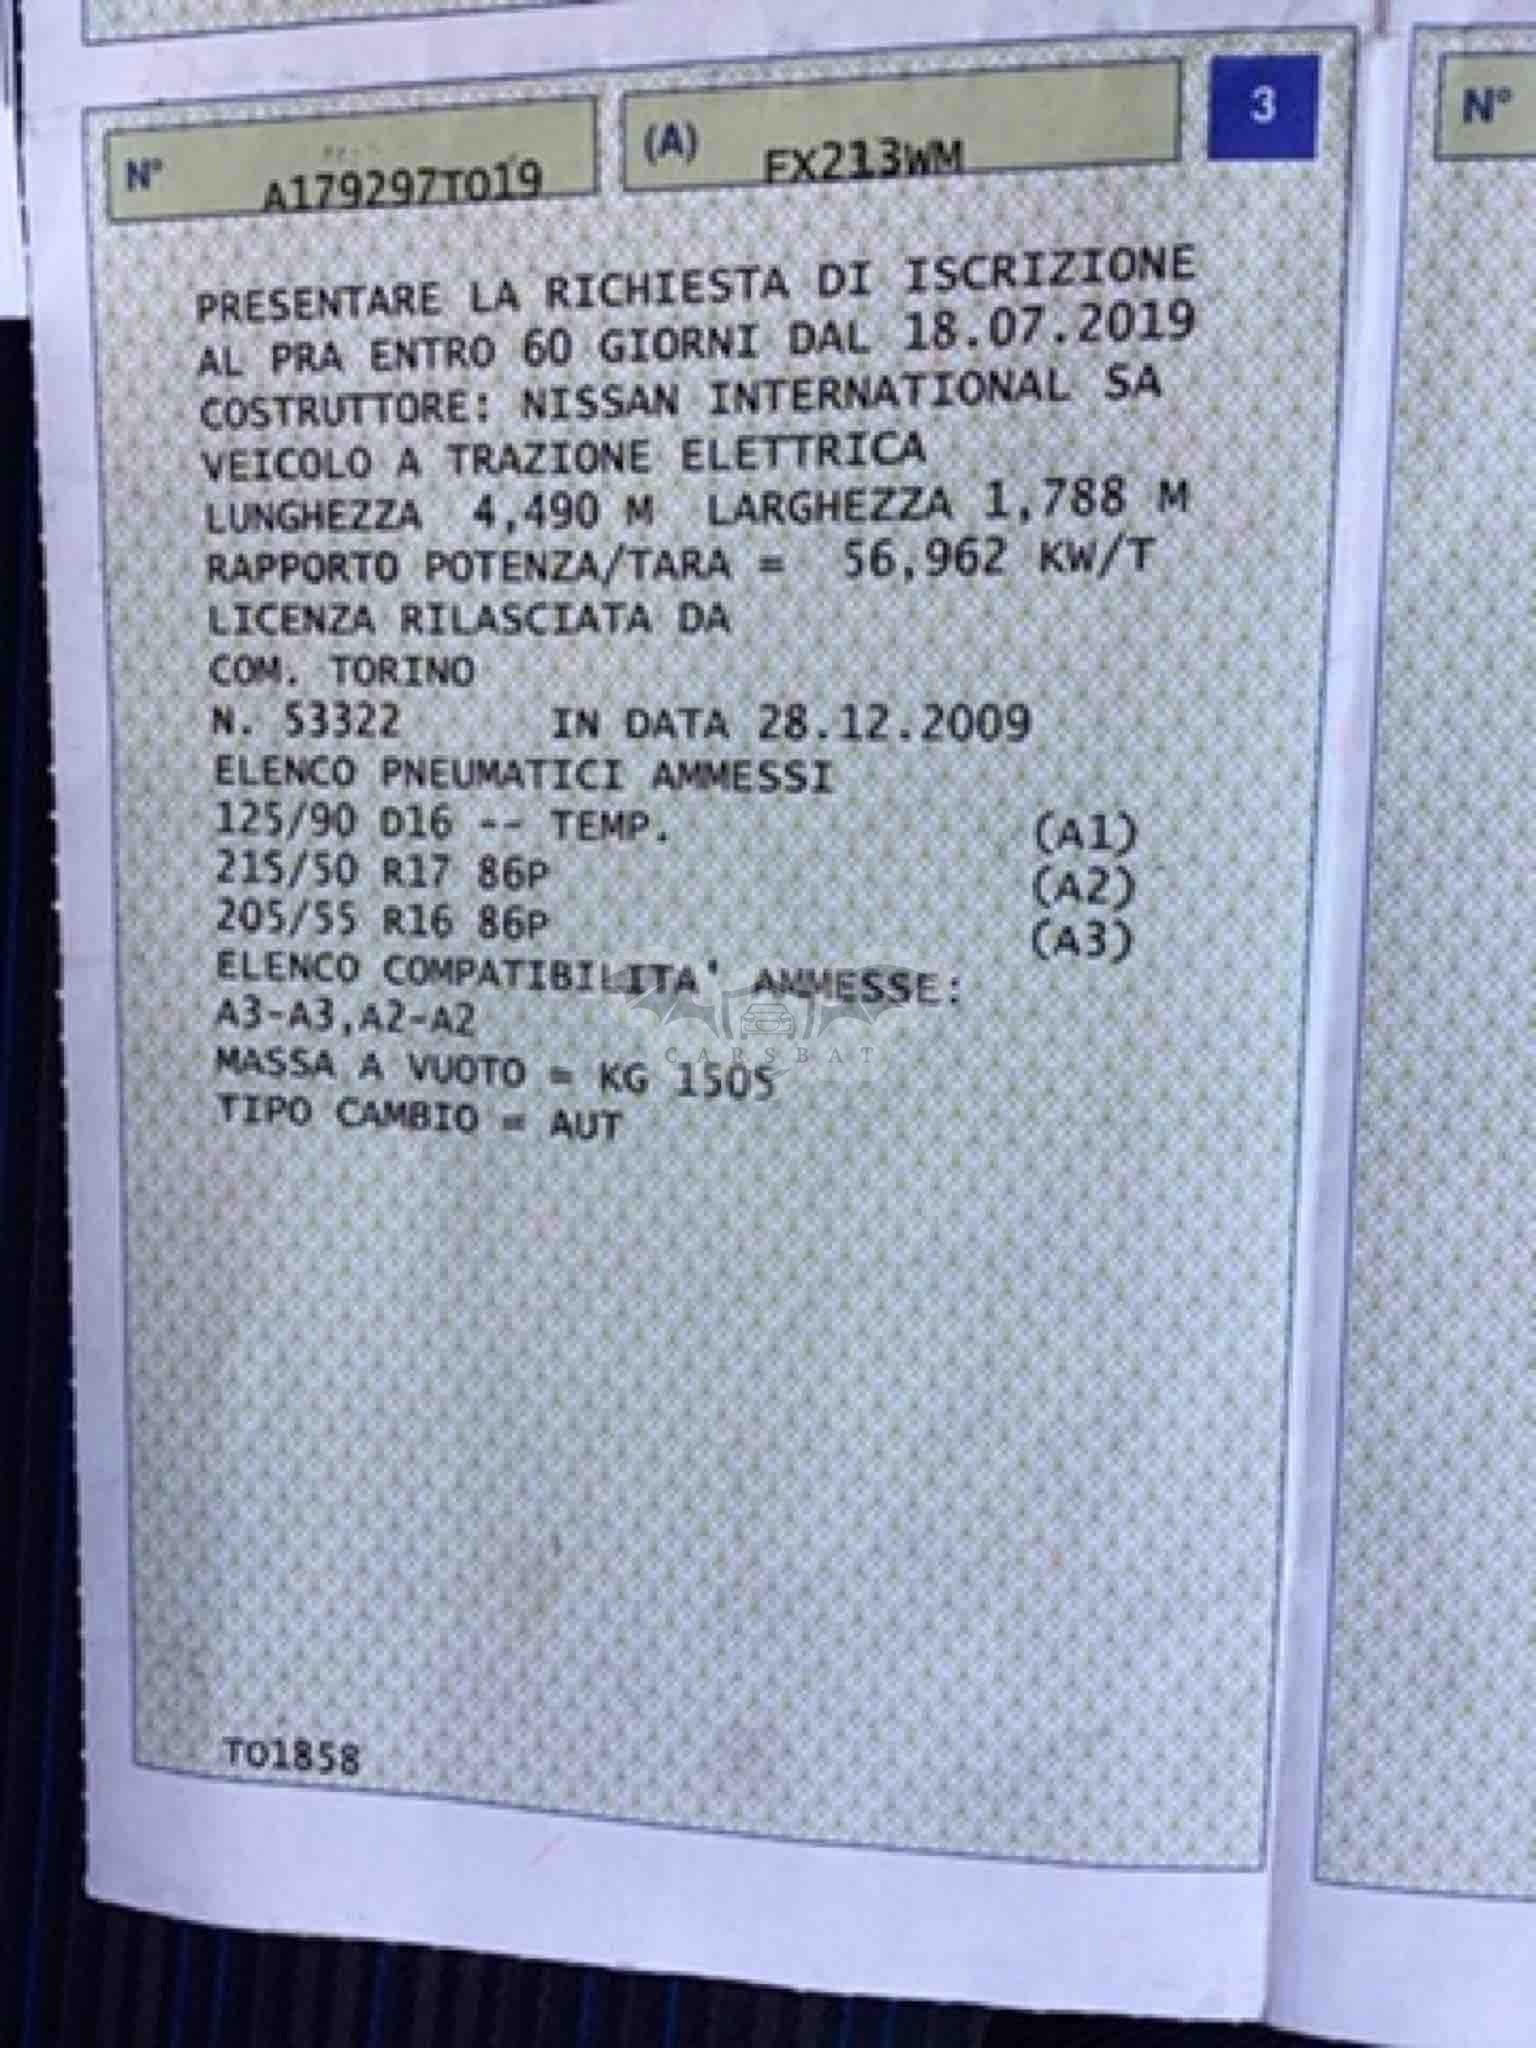 N° A179297TO19 (A) FX213WM 3
PRESENTARE LA RICHIESTA DI ISCRIZIONE
AL PRA ENTRO 60 GIORNI DAL 18.07.2019
COSTRUTTORE: NISSAN INTERNATIONAL SA
VEICOLO A TRAZIONE ELETTRICA
LUNGHEZZA 4,490 M LARGHEZZA 1,788 M
RAPPORTO POTENZA/TARA = 56,962 KW/T
LICENZA RILASCIATA DA
COM. TORINO
N. 53322 IN DATA 28.12.2009
ELENCO PNEUMATICI AMMESSI
125/90 D16 -- TEMP. (A1)
215/50 R17 86P (A2)
205/55 R16 86P (A3)
ELENCO COMPATIBILITA' AMMESSE:
A3-A3,A2-A2
MASSA A VUOTO = KG 1505
TIPO CAMBIO = AUT
CARSBAT
TO1858
N°